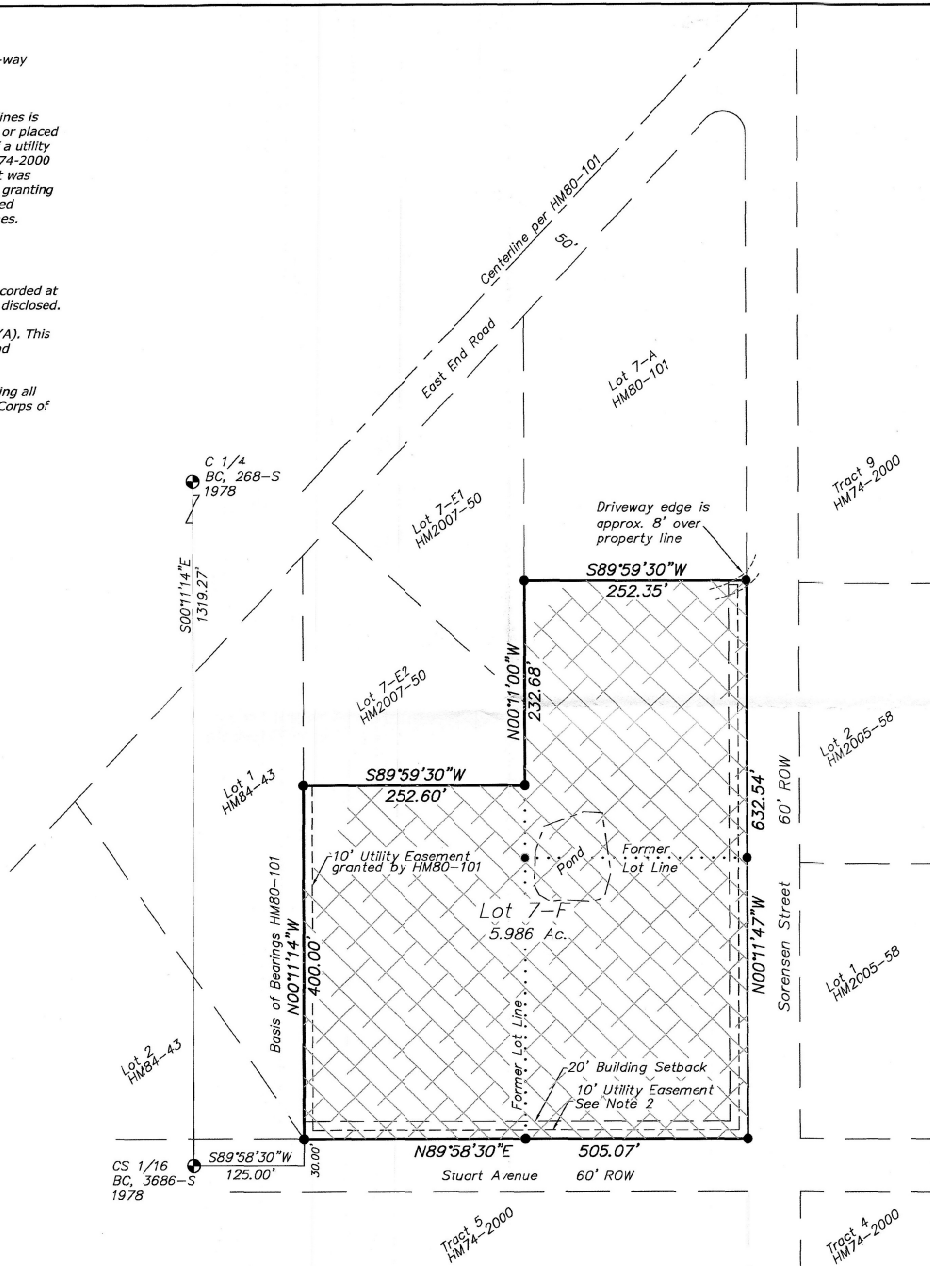 -way
ines is
or placed
a utility
74-2000
t was
granting
ed
es.
corded at
disclosed.
(A). This
ed
ing all
Corps of
Centerline per HM80-101
50'
East End Road
Lot 7-A
HM80-101
C 1/4
BC, 268-S
1978
Tract 9
HM74-2000
Lot 7-E1
HM2007-50
Driveway edge is
approx. 8' over
property line
S00°11'14"E
1319.27'
S89°59'30"W
252.35'
Lot 7-E2
HM2007-50
N00°11'00"W
232.68'
Lot 2
HM2005-58
Lot 1
HM84-43
S89°59'30"W
252.60'
632.54'
60' ROW
10' Utility Easement
granted by HM80-101
Pond
Former
Lot Line
Lot 7-F
5.986 Ac.
Basis of Bearings HM80-101
N00°11'14"W
400.00'
N00°11'47"W
Sorensen Street
Lot 1
HM2005-58
Lot 2
HM84-43
Former Lot Line
20' Building Setback
10' Utility Easement
See Note 2
N89°58'30"E
505.07'
S89°58'30"W
125.00'
30.00'
CS 1/16
BC, 3686-S
1978
Stuart Avenue
60' ROW
Tract 5
HM74-2000
Tract 4
HM74-2000